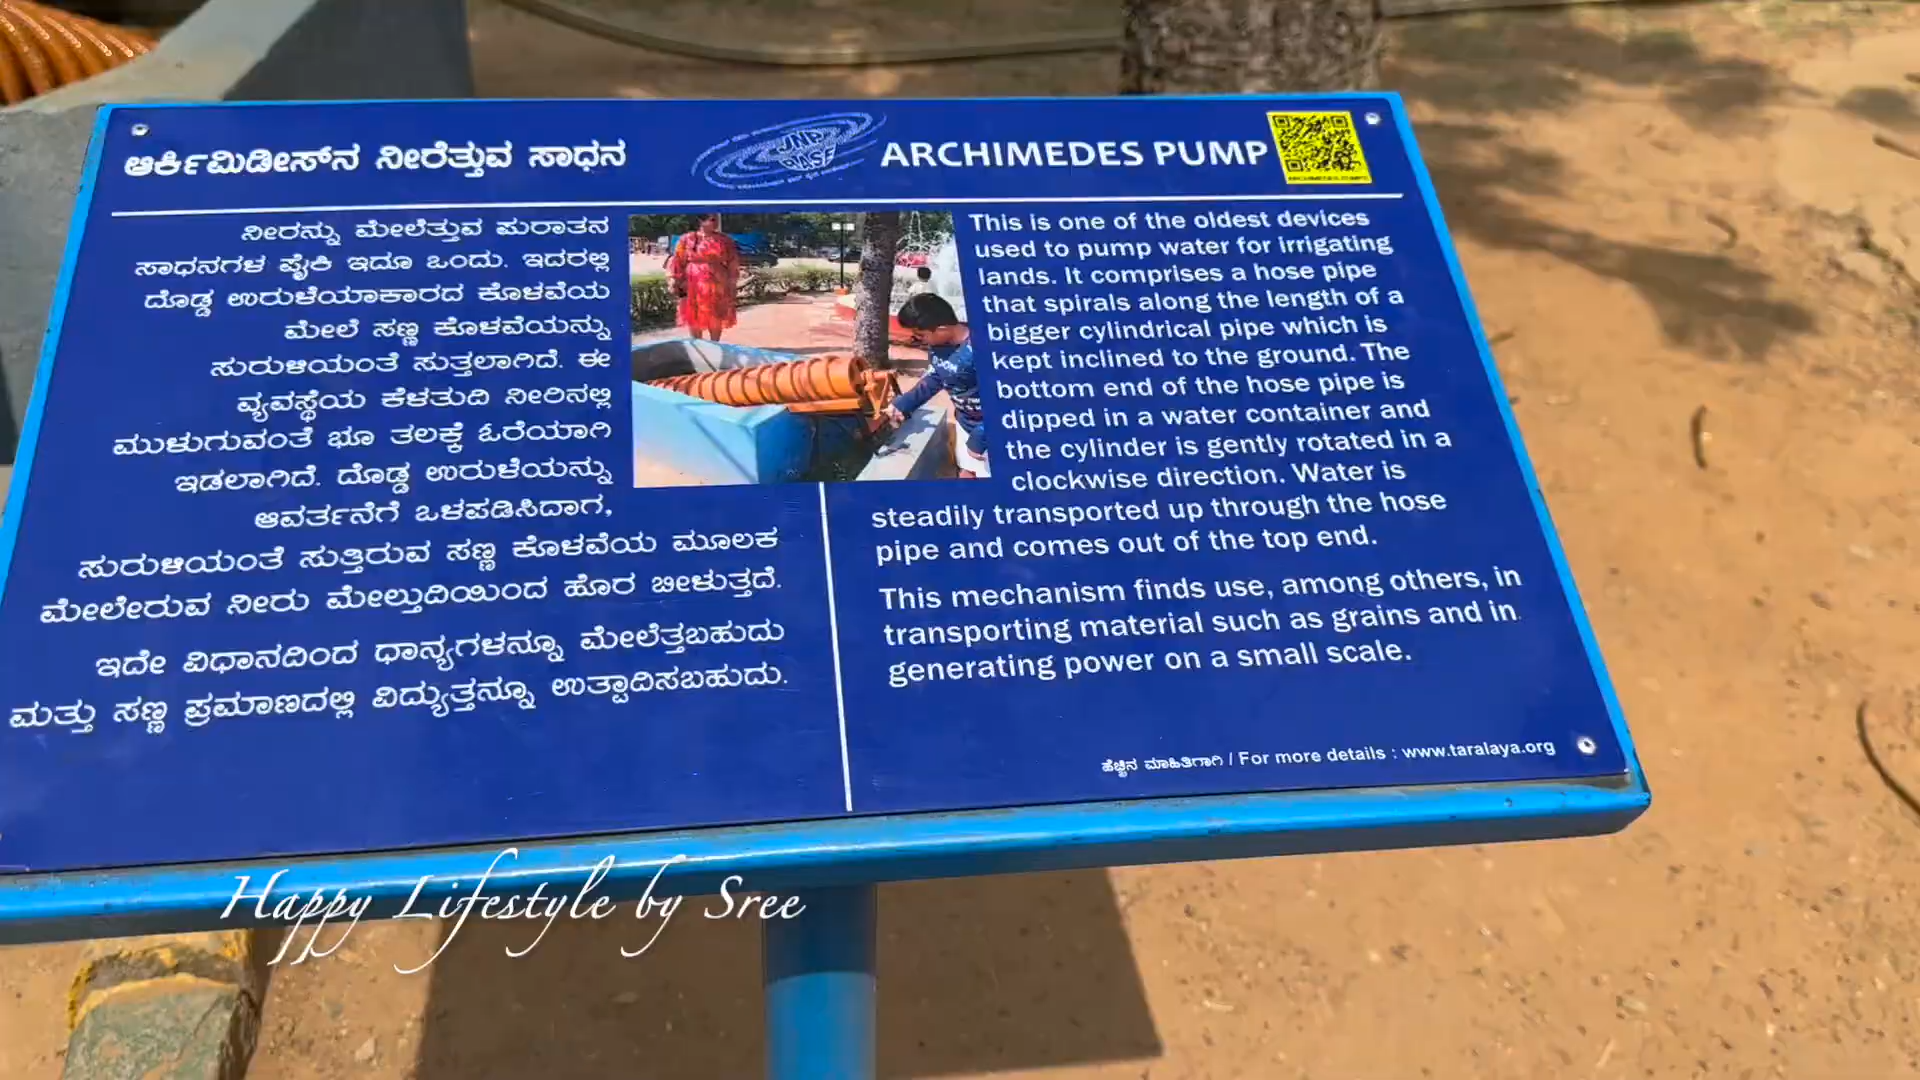 ಆರ್ಕಿಮಿಡೀಸ್‌ನ ನೀರೆತ್ತುವ ಸಾಧನ
JNP
BASE
ARCHIMEDES PUMP
ARCHIMEDES PUMP
ನೀರನ್ನು ಮೇಲೆತ್ತುವ ಪುರಾತನ
ಸಾಧನಗಳ ಪೈಕಿ ಇದೂ ಒಂದು. ಇದರಲ್ಲಿ
ದೊಡ್ಡ ಉರುಳೆಯಾಕಾರದ ಕೊಳವೆಯ
ಮೇಲೆ ಸಣ್ಣ ಕೊಳವೆಯನ್ನು
ಸುರುಳಿಯಂತೆ ಸುತ್ತಲಾಗಿದೆ. ಈ
ವ್ಯವಸ್ಥೆಯ ಕೆಳತುದಿ ನೀರಿನಲ್ಲಿ
ಮುಳುಗುವಂತೆ ಭೂ ತಲಕ್ಕೆ ಓರೆಯಾಗಿ
ಇಡಲಾಗಿದೆ. ದೊಡ್ಡ ಉರುಳೆಯನ್ನು
ಆವರ್ತನೆಗೆ ಒಳಪಡಿಸಿದಾಗ,
ಸುರುಳಿಯಂತೆ ಸುತ್ತಿರುವ ಸಣ್ಣ ಕೊಳವೆಯ ಮೂಲಕ
ಮೇಲೇರುವ ನೀರು ಮೇಲ್ತುದಿಯಿಂದ ಹೊರ ಬೀಳುತ್ತದೆ.
ಇದೇ ವಿಧಾನದಿಂದ ಧಾನ್ಯಗಳನ್ನೂ ಮೇಲೆತ್ತಬಹುದು
ಮತ್ತು ಸಣ್ಣ ಪ್ರಮಾಣದಲ್ಲಿ ವಿದ್ಯುತ್ತನ್ನೂ ಉತ್ಪಾದಿಸಬಹುದು.
This is one of the oldest devices
used to pump water for irrigating
lands. It comprises a hose pipe
that spirals along the length of a
bigger cylindrical pipe which is
kept inclined to the ground. The
bottom end of the hose pipe is
dipped in a water container and
the cylinder is gently rotated in a
clockwise direction. Water is
steadily transported up through the hose
pipe and comes out of the top end.
This mechanism finds use, among others, in
transporting material such as grains and in
generating power on a small scale.
ಹೆಚ್ಚಿನ ಮಾಹಿತಿಗಾಗಿ / For more details : www.taralaya.org
Happy Lifestyle by Sree